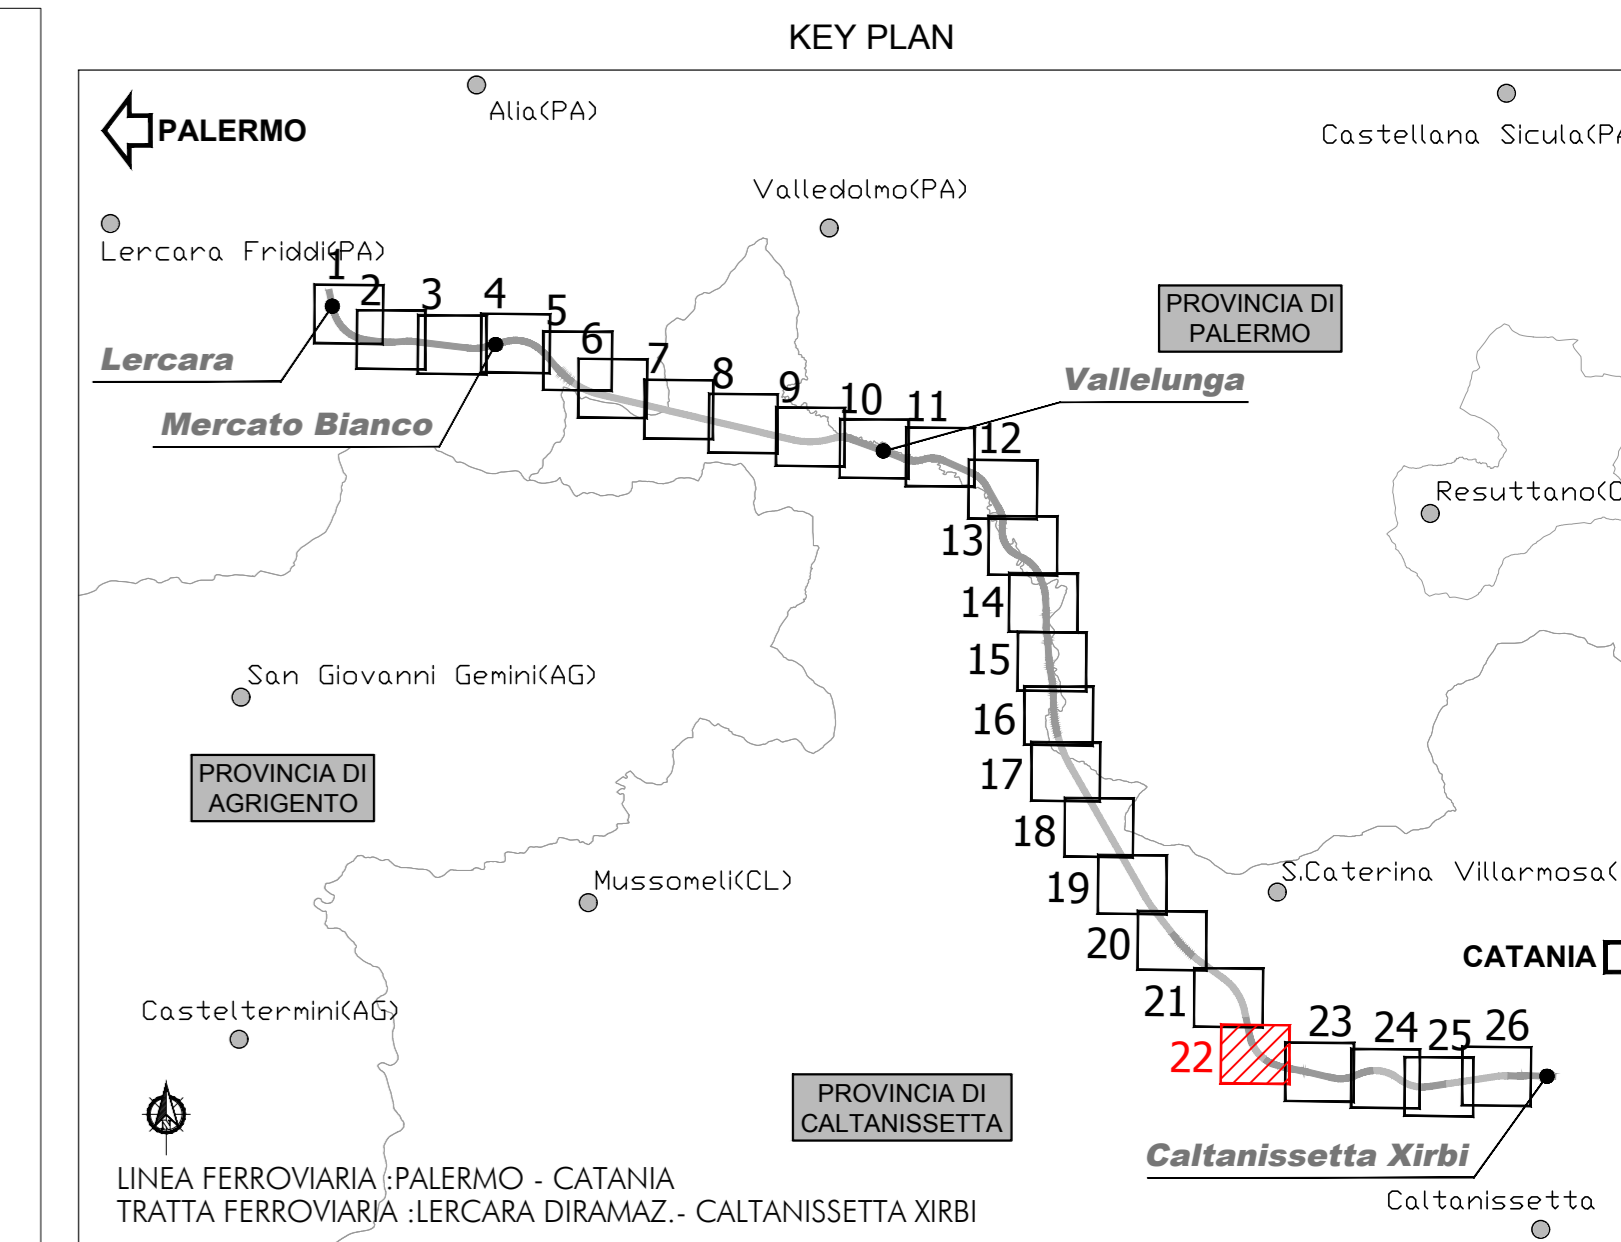 KEY PLAN
Alia(PA)
PALERMO
Castellana Sicula(PA
Valledolmo(PA)
Lercara Friddi(PA)
1
2
3
4
5
6
7
8
9
10
11
12
PROVINCIA DI
PALERMO
Lercara
Vallelunga
Mercato Bianco
Resuttano(C
13
14
15
16
17
18
19
20
21
22
23
24
25
26
San Giovanni Gemini(AG)
PROVINCIA DI
AGRIGENTO
Mussomeli(CL)
S.Caterina Villarmosa(
CATANIA
Casteltermini(AG)
PROVINCIA DI
CALTANISSETTA
Caltanissetta Xirbi
Caltanissetta
LINEA FERROVIARIA :PALERMO - CATANIA
TRATTA FERROVIARIA :LERCARA DIRAMAZ.- CALTANISSETTA XIRBI